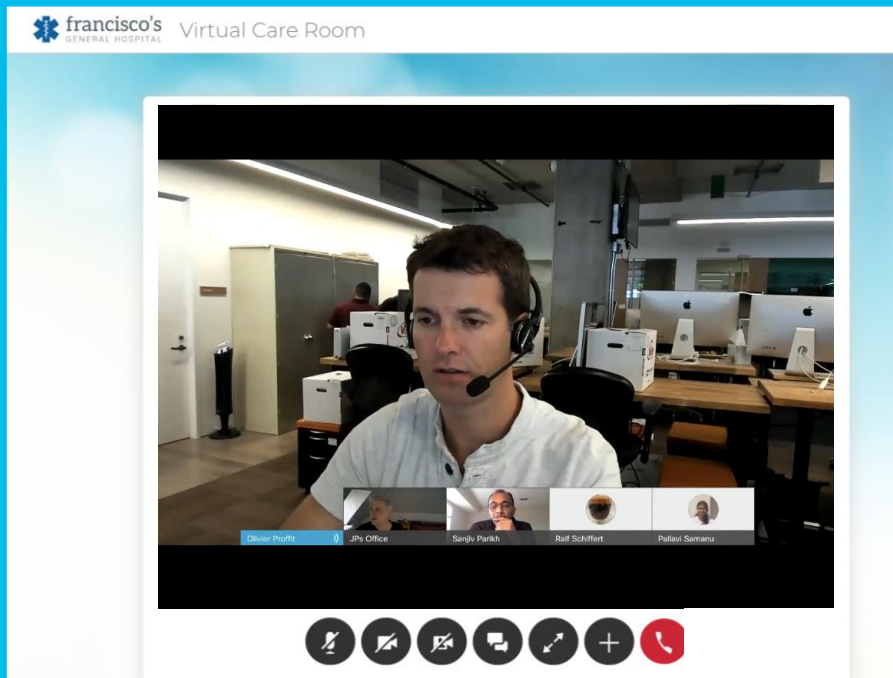 francisco's
GENERAL HOSPITAL
Virtual Care Room
Olivier Proffit
JPs Office
Sanjiv Parikh
Ralf Schiffert
Pallavi Samanu